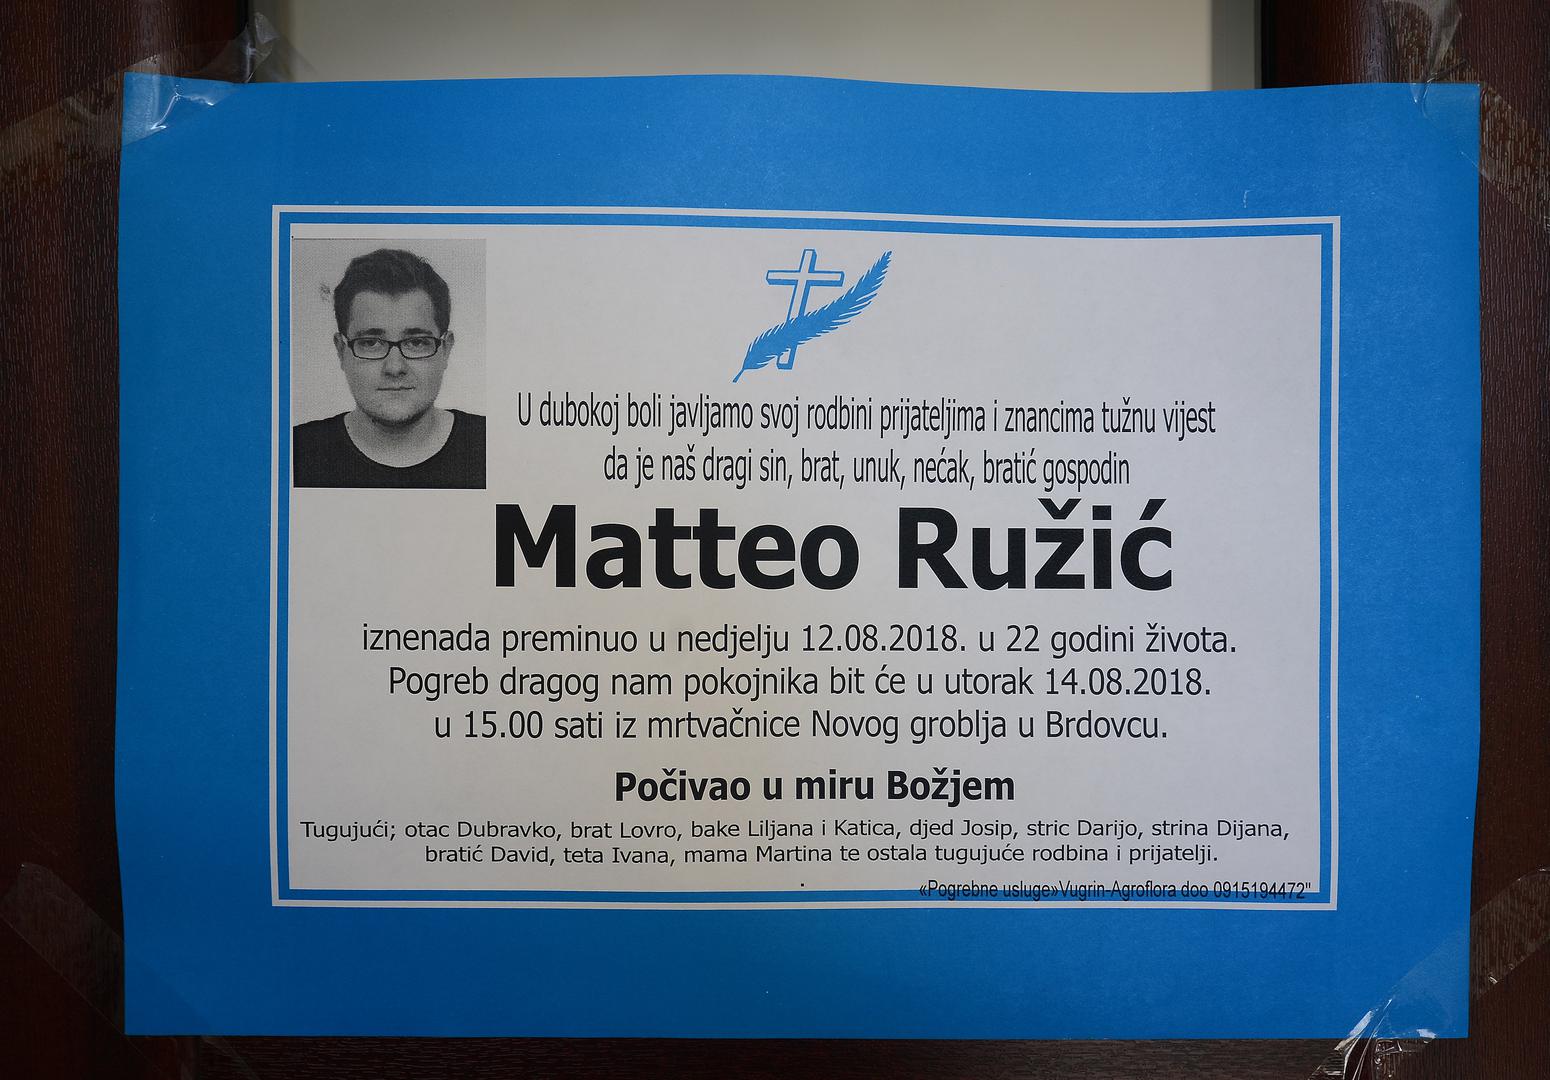 U dubokoj boli javljamo svoj rodbini prijateljima i znancima tužnu vijest
da je naš dragi sin, brat, unuk, nećak, bratić gospodin
Matteo Ružić
iznenada preminuo u nedjelju 12.08.2018. u 22 godini života.
Pogreb dragog nam pokojnika bit će u utorak 14.08.2018.
u 15.00 sati iz mrtvačnice Novog groblja u Brdovcu.
Počivao u miru Božjem
Tugujući; otac Dubravko, brat Lovro, bake Liljana i Katica, djed Josip, stric Darijo, strina Dijana,
bratić David, teta Ivana, mama Martina te ostala tugujuće rodbina i prijatelji.
«Pogrebne usluge»Vugrin-Agroflora doo 0915194472"